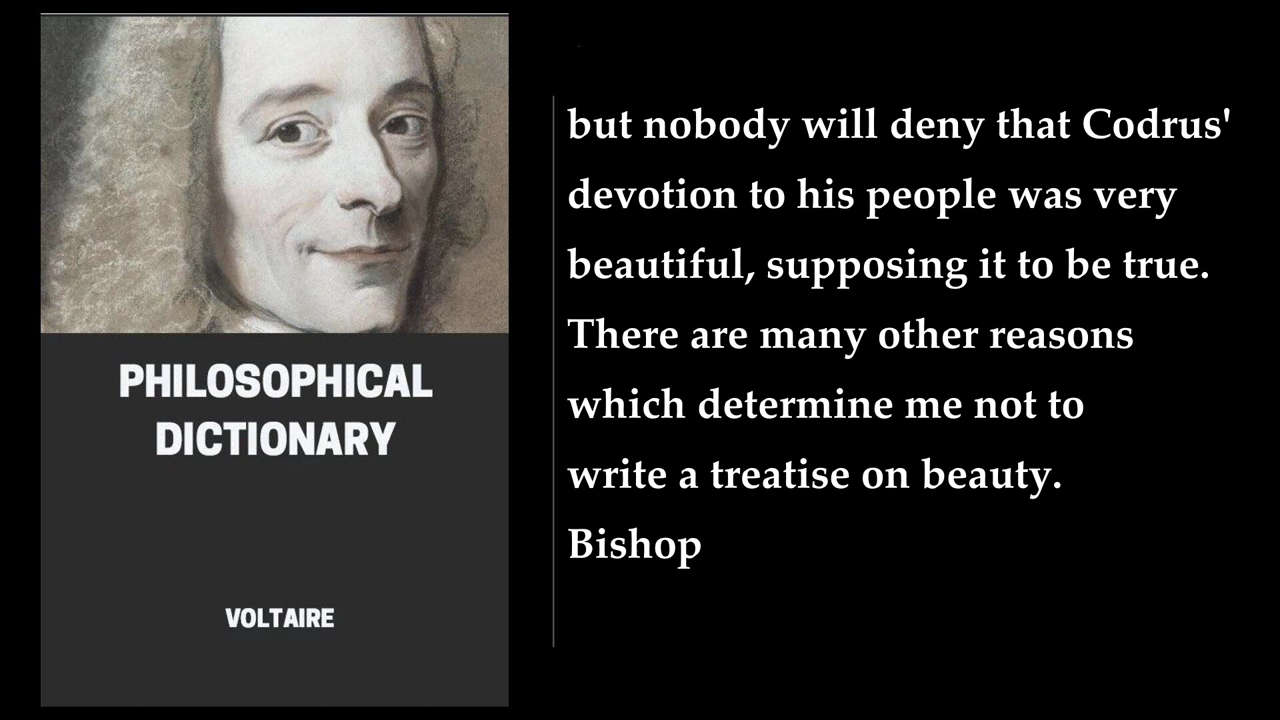 PHILOSOPHICAL
DICTIONARY
VOLTAIRE
but nobody will deny that Codrus'
devotion to his people was very
beautiful, supposing it to be true.
There are many other reasons
which determine me not to
write a treatise on beauty.
Bishop